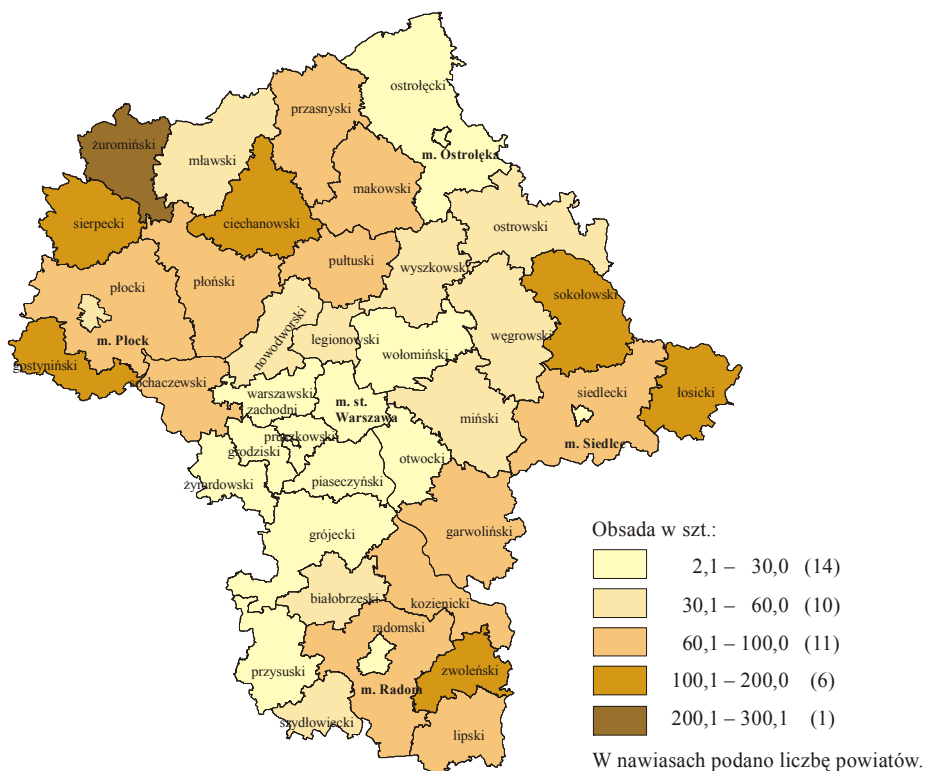 ostrołęcki
przasnyski
żuromiński
m. Ostrołęka
mławski
makowski
sierpecki
ciechanowski
ostrowski
pułtuski
wyszkowski
płocki
płoński
sokołowski
nowodworski
legionowski
węgrowski
m. Płock
wołomiński
gostyniński
sochaczewski
warszawski
zachodni
m. st.
Warszawa
siedlecki
łosicki
miński
pruszkowski
m. Siedlce
grodziski
otwocki
żyrardowski
piaseczyński
garwoliński
grójecki
białobrzeski
kozienicki
radomski
przysuski
zwoleński
m. Radom
szydłowiecki
lipski
Obsada w szt.:
2,1 – 30,0 (14)
30,1 – 60,0 (10)
60,1 – 100,0 (11)
100,1 – 200,0 (6)
200,1 – 300,1 (1)
W nawiasach podano liczbę powiatów.